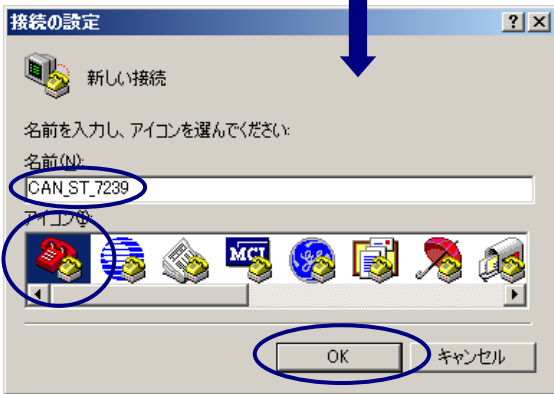 接続の設定
新しい接続
名前を入力し、アイコンを選んでください:
名前(N):
CAN_ST_7239
アイコン(I):
MCI
OK キャンセル